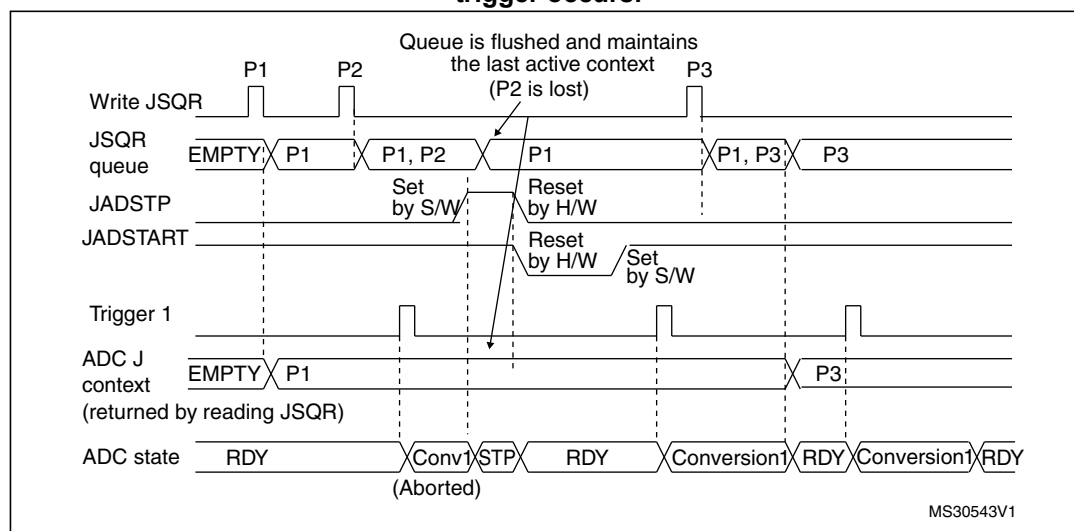 trigger occurs.
Queue is flushed and maintains
the last active context
(P2 is lost)
P1
P2
P3
Write JSQR
JSQR
queue
EMPTY
P1
P1, P2
P1
P1, P3
P3
Set
by S/W
Reset
by H/W
JADSTP
JADSTART
Reset
by H/W
Set
by S/W
Trigger 1
ADC J
context
(returned by reading JSQR)
EMPTY
P1
P3
ADC state
RDY
Conv1
STP
RDY
Conversion1
RDY
Conversion1
RDY
(Aborted)
MS30543V1